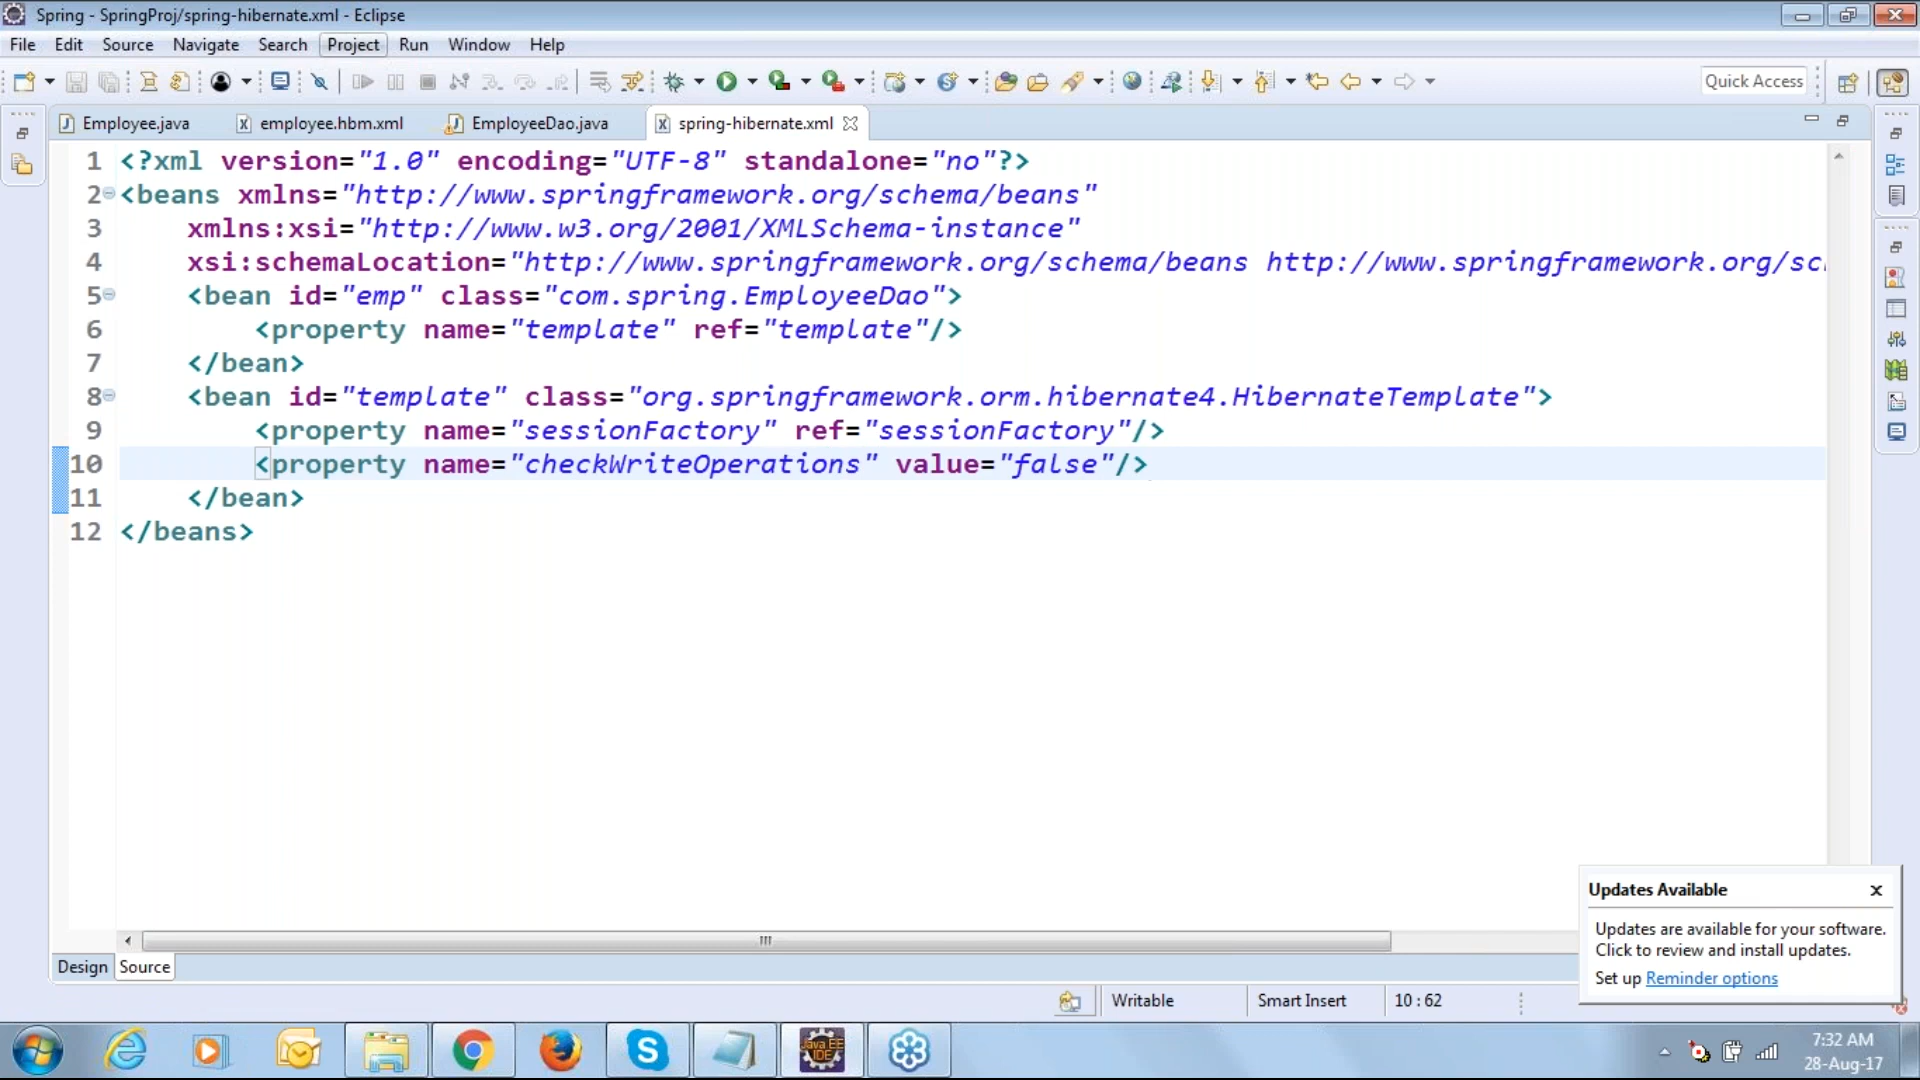 Spring - SpringProj/spring-hibernate.xml - Eclipse
File Edit Source Navigate Search Project Run Window Help
Quick Access
Employee.java employee.hbm.xml EmployeeDao.java spring-hibernate.xml
1 <?xml version="1.0" encoding="UTF-8" standalone="no"?>
2 <beans xmlns="http://www.springframework.org/schema/beans"
3 xmlns:xsi="http://www.w3.org/2001/XMLSchema-instance"
4 xsi:schemaLocation="http://www.springframework.org/schema/beans http://www.springframework.org/sc
5 <bean id="emp" class="com.spring.EmployeeDao">
6 <property name="template" ref="template"/>
7 </bean>
8 <bean id="template" class="org.springframework.orm.hibernate4.HibernateTemplate">
9 <property name="sessionFactory" ref="sessionFactory"/>
10 <property name="checkWriteOperations" value="false"/>
11 </bean>
12 </beans>
Updates Available
Updates are available for your software.
Click to review and install updates.
Set up Reminder options
Design Source
Writable Smart Insert 10 : 62
Java EE
IDE
7:32 AM
28-Aug-17